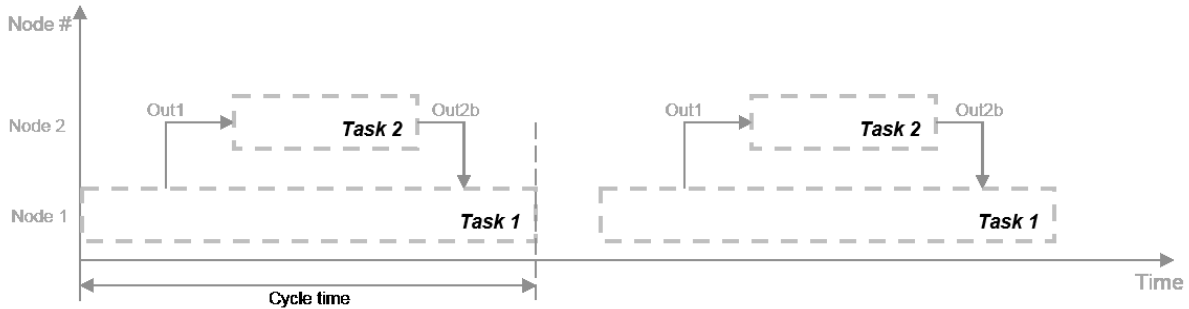 Node #
Out1
Out2b
Out1
Out2b
Node 2
Task 2
Task 2
Node 1
Task 1
Task 1
Time
Cycle time